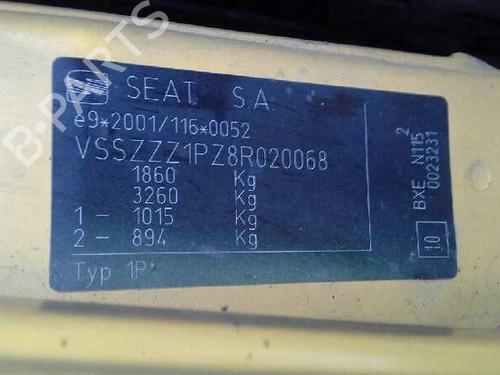 SEAT S.A
e9*2001/116*0052
VSSZZZ1PZ8R020068
1860 Kg
3260 Kg
1 - 1015 Kg
2 - 894 Kg
Typ 1P
BXE N115 2
0023231
10
B-PARTS